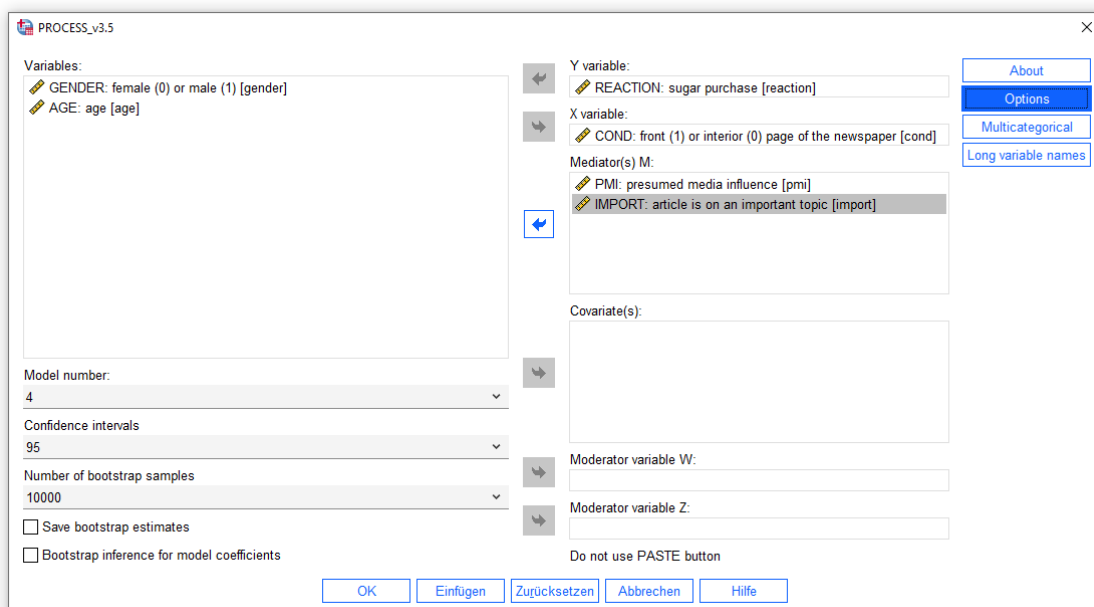 PROCESS_v3.5
Variables:
GENDER: female (0) or male (1) [gender]
AGE: age [age]
Model number:
4
Confidence intervals
95
Number of bootstrap samples
10000
Save bootstrap estimates
Bootstrap inference for model coefficients
Y variable:
REACTION: sugar purchase [reaction]
X variable:
COND: front (1) or interior (0) page of the newspaper [cond]
Mediator(s) M:
PMI: presumed media influence [pmi]
IMPORT: article is on an important topic [import]
Covariate(s):
Moderator variable W:
Moderator variable Z:
Do not use PASTE button
About
Options
Multicategorical
Long variable names
OK
Einfügen
Zurücksetzen
Abbrechen
Hilfe